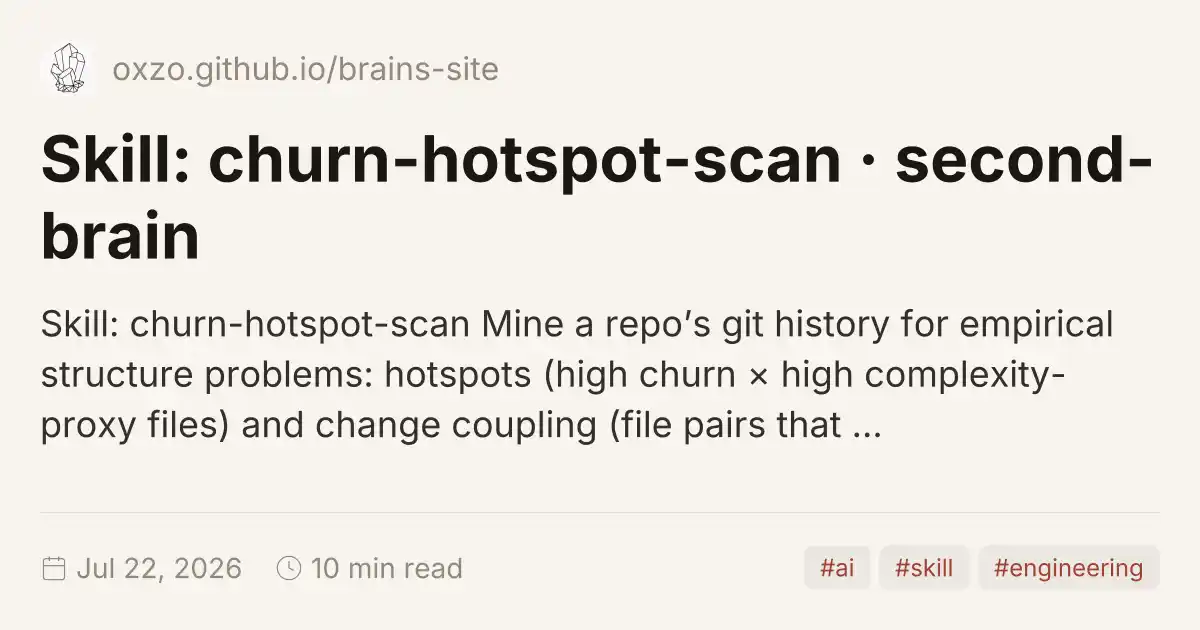 oxzo.github.io/brains-site
Skill: churn-hotspot-scan · second-
brain
Skill: churn-hotspot-scan Mine a repo’s git history for empirical
structure problems: hotspots (high churn × high complexity-
proxy files) and change coupling (file pairs that ...
Jul 22, 2026 10 min read #ai #skill #engineering